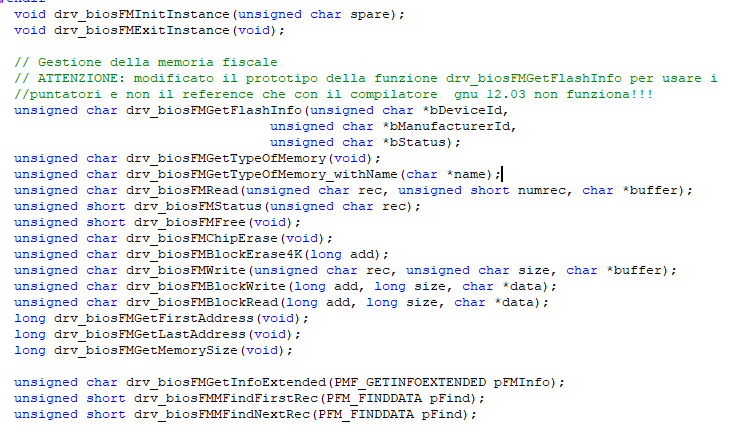 void drv_biosFMInitInstance(unsigned char spare);
void drv_biosFMExitInstance(void);
// Gestione della memoria fiscale
// ATTENZIONE: modificato il prototipo della funzione drv_biosFMGetFlashInfo per usare i
//puntatori e non il reference che con il compilatore  gnu 12.03 non funziona!!!
unsigned char drv_biosFMGetFlashInfo(unsigned char *bDeviceId,
unsigned char *bManufacturerId,
unsigned char *bStatus);
unsigned char drv_biosFMGetTypeOfMemory(void);
unsigned char drv_biosFMGetTypeOfMemory_withName(char *name);
unsigned char drv_biosFMRead(unsigned char rec, unsigned short numrec, char *buffer);
unsigned short drv_biosFMStatus(unsigned char rec);
unsigned short drv_biosFMFree(void);
unsigned char drv_biosFMChipErase(void);
unsigned char drv_biosFMBlockErase4K(long add);
unsigned char drv_biosFMWrite(unsigned char rec, unsigned char size, char *buffer);
unsigned char drv_biosFMBlockWrite(long add, long size, char *data);
unsigned char drv_biosFMBlockRead(long add, long size, char *data);
long drv_biosFMGetFirstAddress(void);
long drv_biosFMGetLastAddress(void);
long drv_biosFMGetMemorySize(void);
unsigned char drv_biosFMGetInfoExtended(PMF_GETINFOEXTENDED pFMInfo);
unsigned short drv_biosFMMFindFirstRec(PFM_FINDDATA pFind);
unsigned short drv_biosFMMFindNextRec(PFM_FINDDATA pFind);